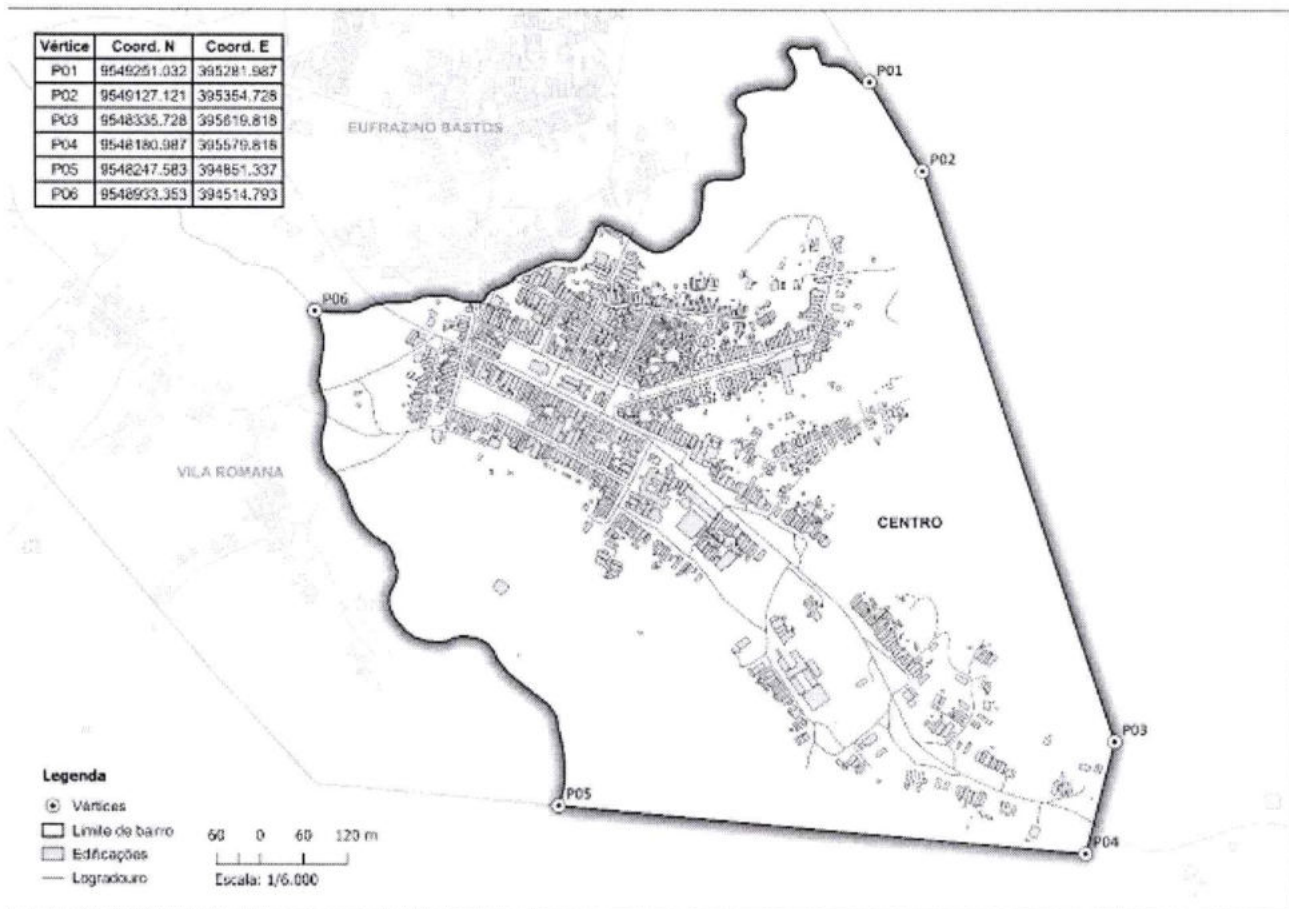 Vértice Coord. N Coord. E
P01 9549251.032 395281.987
P02 9549127.121 395354.728
P03 9548335.728 395619.818
P04 9548180.987 395579.818
P05 9548247.583 394851.337
P06 9548933.353 394514.793
P01
EUFRAZINO BASTOS
P02
P06
VILA ROMANA
CENTRO
P03
P05
P04
Legenda
Vértices
Limite de bairro
Edificações
Logradouro
60 0 60 120 m
Escala: 1/6.000